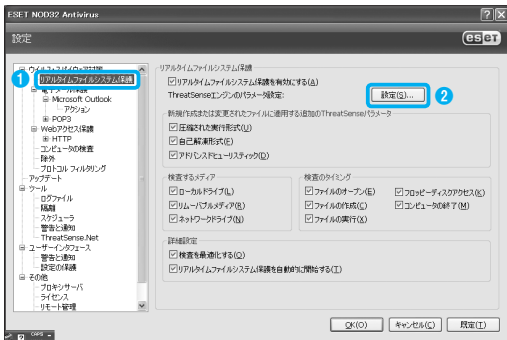 ESET NOD32 Antivirus
設定
eseT
1
リアルタイムファイルシステム保護
Microsoft Outlook
アクション
POP3
Webアクセス保護
HTTP
コンピュータの検査
除外
プロトコル フィルタリング
アップデート
ツール
ログファイル
隔離
スケジューラ
警告と通知
ThreatSense.Net
ユーザーインタフェース
警告と通知
設定の保護
その他
プロキシサーバ
ライセンス
リモート管理
リアルタイムファイルシステム保護
リアルタイムファイルシステム保護を有効にする(A)
ThreatSenseエンジンのパラメータ設定:
設定(S)...
2
新規作成または変更されたファイルに適用する追加のThreatSenseパラメータ
圧縮された実行形式(U)
自己解凍形式(E)
アドバンスドヒューリスティック(D)
検査するメディア
ローカルドライブ(L)
リムーバブルメディア(R)
ネットワークドライブ(N)
検査のタイミング
ファイルのオープン(E)
ファイルの作成(C)
ファイルの実行(X)
フロッピーディスクアクセス(K)
コンピュータの終了(M)
詳細設定
検査を最適化する(O)
リアルタイムファイルシステム保護を自動的に開始する(T)
OK(O)
キャンセル(C)
既定(T)
CAPS